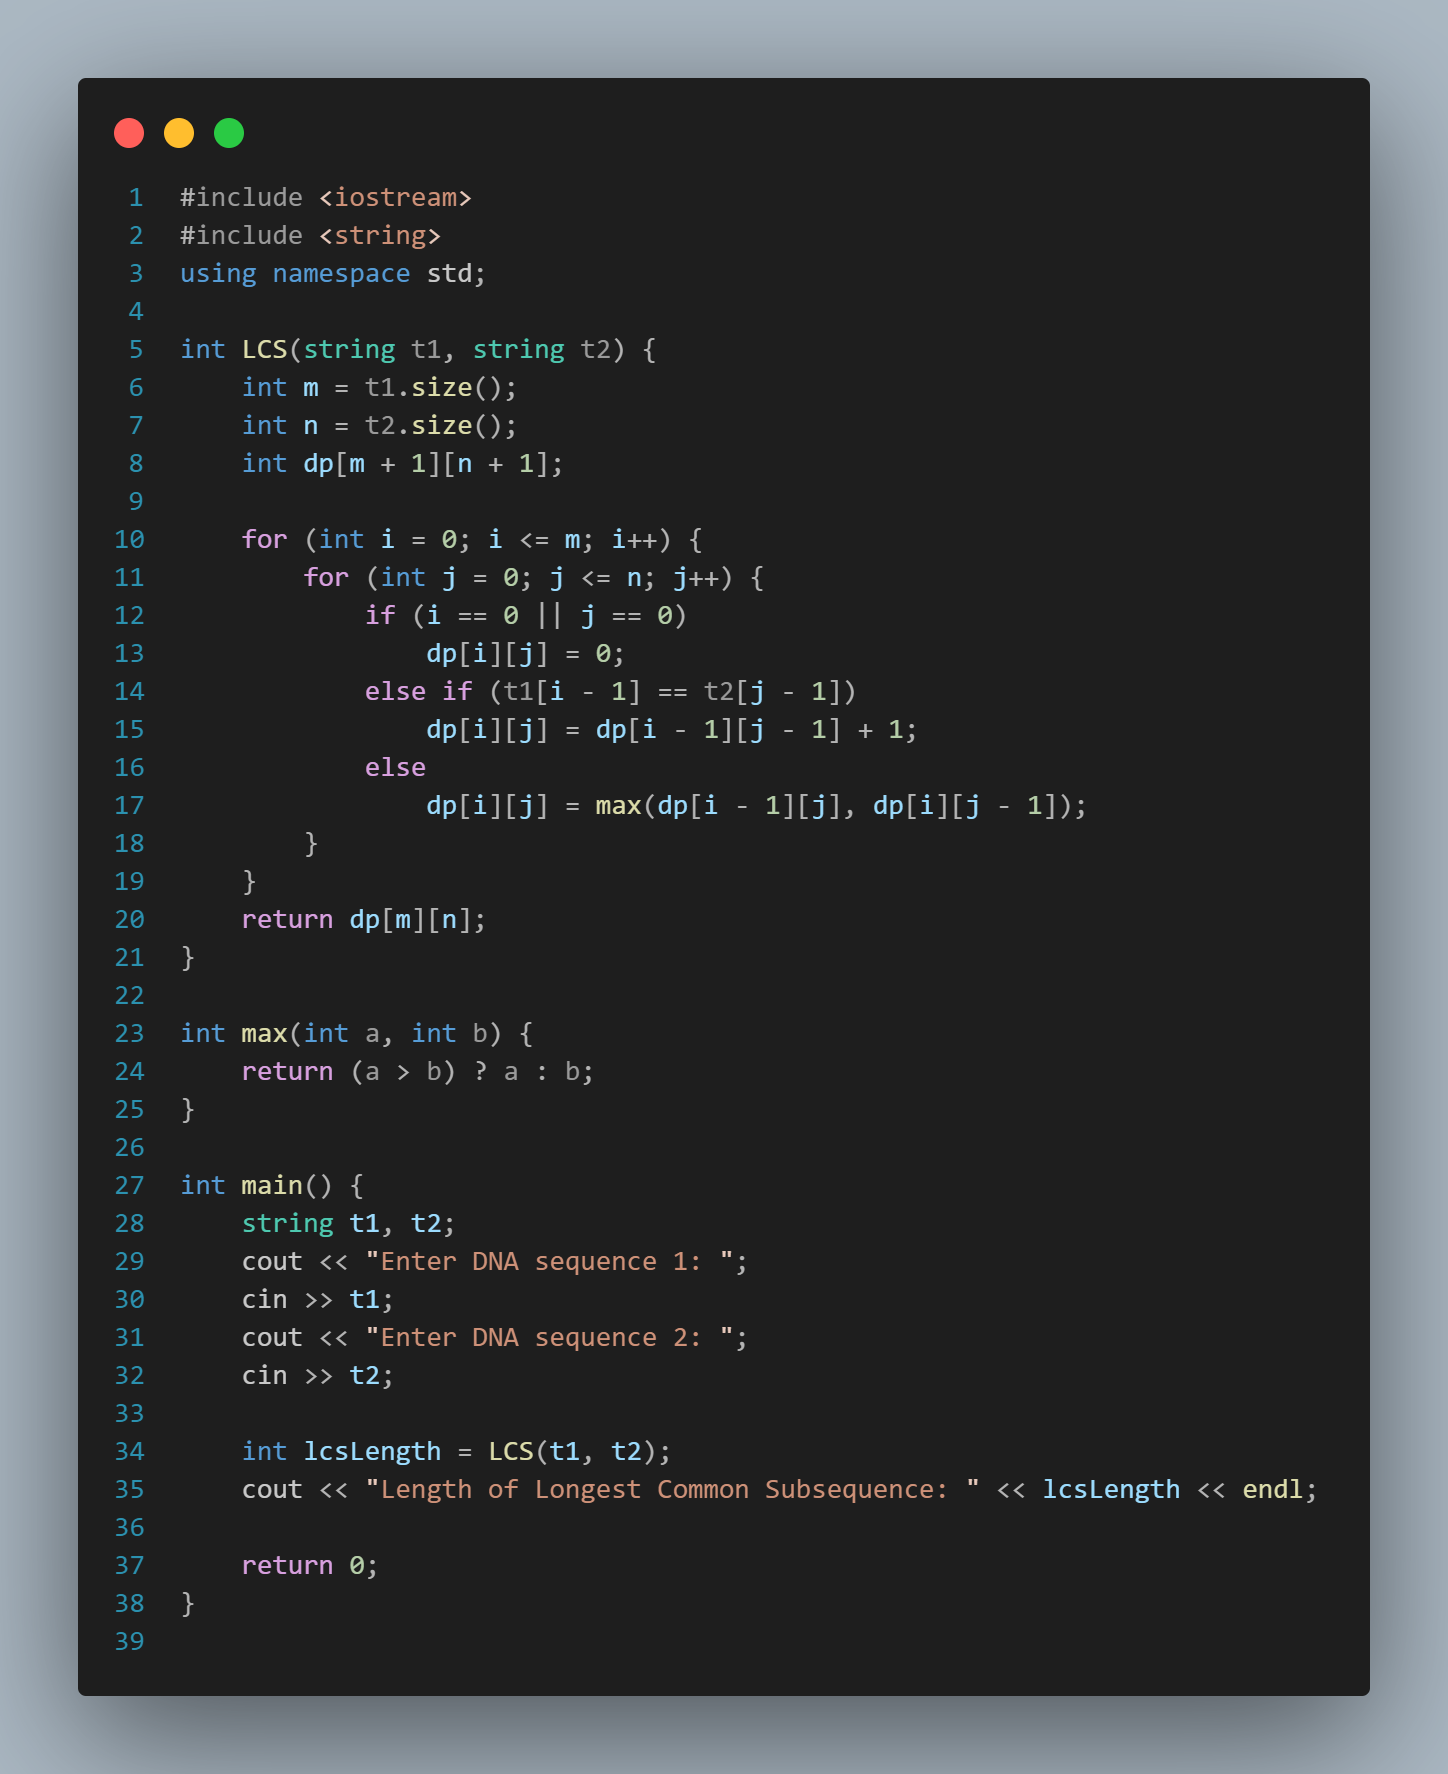 1 #include <iostream>
2 #include <string>
3 using namespace std;
4
5 int LCS(string t1, string t2) {
6     int m = t1.size();
7     int n = t2.size();
8     int dp[m + 1][n + 1];
9
10     for (int i = 0; i <= m; i++) {
11         for (int j = 0; j <= n; j++) {
12             if (i == 0 || j == 0)
13                 dp[i][j] = 0;
14             else if (t1[i - 1] == t2[j - 1])
15                 dp[i][j] = dp[i - 1][j - 1] + 1;
16             else
17                 dp[i][j] = max(dp[i - 1][j], dp[i][j - 1]);
18         }
19     }
20     return dp[m][n];
21 }
22
23 int max(int a, int b) {
24     return (a > b) ? a : b;
25 }
26
27 int main() {
28     string t1, t2;
29     cout << "Enter DNA sequence 1: ";
30     cin >> t1;
31     cout << "Enter DNA sequence 2: ";
32     cin >> t2;
33
34     int lcsLength = LCS(t1, t2);
35     cout << "Length of Longest Common Subsequence: " << lcsLength << endl;
36
37     return 0;
38 }
39